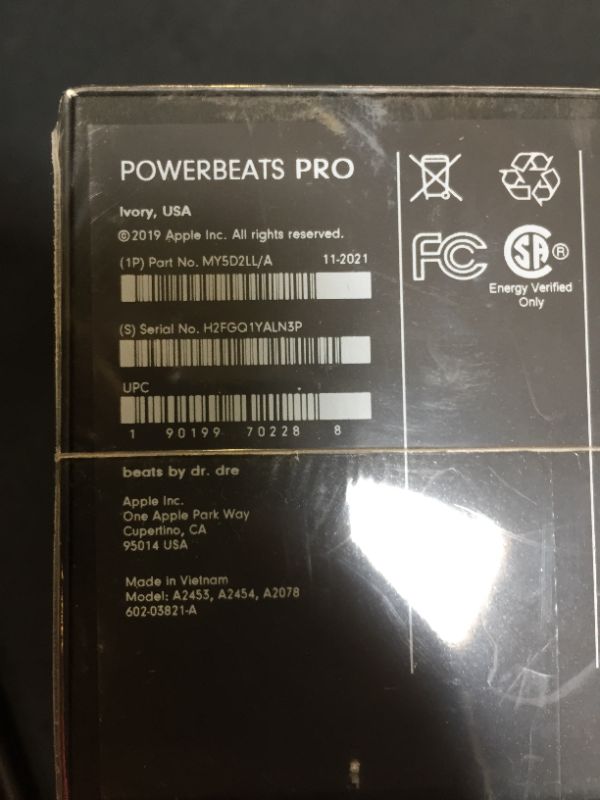 POWERBEATS PRO
Ivory, USA
©2019 Apple Inc. All rights reserved.
(1P) Part No. MY5D2LL/A 11-2021
(S) Serial No. H2FGQ1YALN3P
UPC
1 90199 70228 8
beats by dr. dre
Apple Inc.
One Apple Park Way
Cupertino, CA
95014 USA
Made in Vietnam
Model: A2453, A2454, A2078
602-03821-A
FC
SA®
Energy Verified
Only